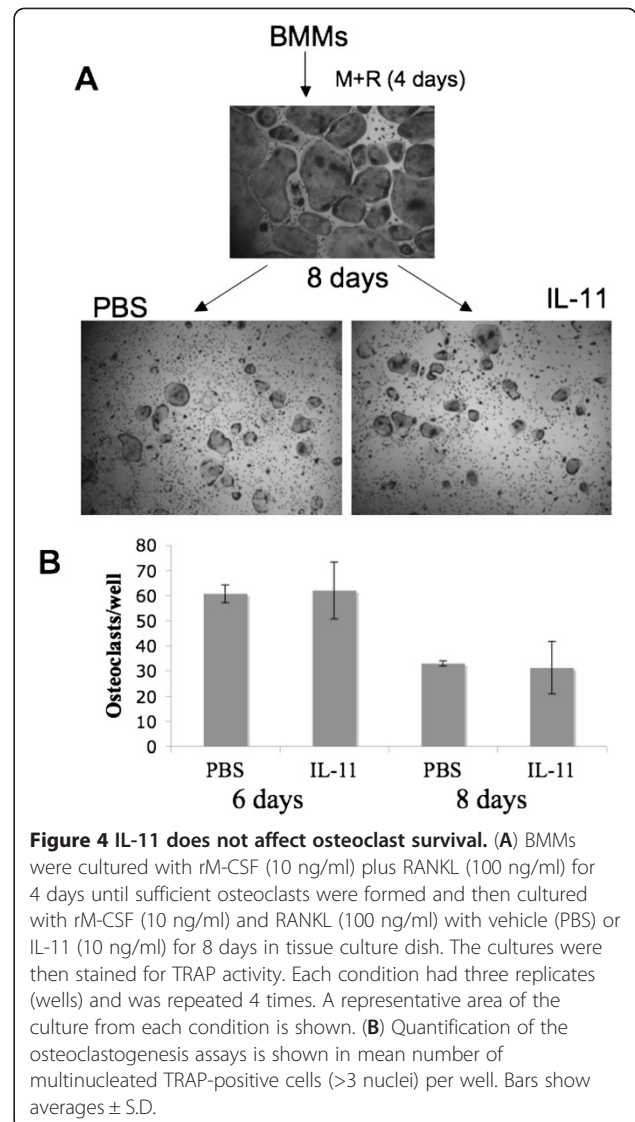 BMMs
A
M+R (4 days)
8 days
PBS
IL-11
B
Osteoclasts/well
80
70
60
50
40
30
20
10
0
PBS
IL-11
PBS
IL-11
6 days
8 days
Figure 4 IL-11 does not affect osteoclast survival. (A) BMMs
were cultured with rM-CSF (10 ng/ml) plus RANKL (100 ng/ml) for
4 days until sufficient osteoclasts were formed and then cultured
with rM-CSF (10 ng/ml) and RANKL (100 ng/ml) with vehicle (PBS) or
IL-11 (10 ng/ml) for 8 days in tissue culture dish. The cultures were
then stained for TRAP activity. Each condition had three replicates
(wells) and was repeated 4 times. A representative area of the
culture from each condition is shown. (B) Quantification of the
osteoclastogenesis assays is shown in mean number of
multinucleated TRAP-positive cells (>3 nuclei) per well. Bars show
averages ± S.D.